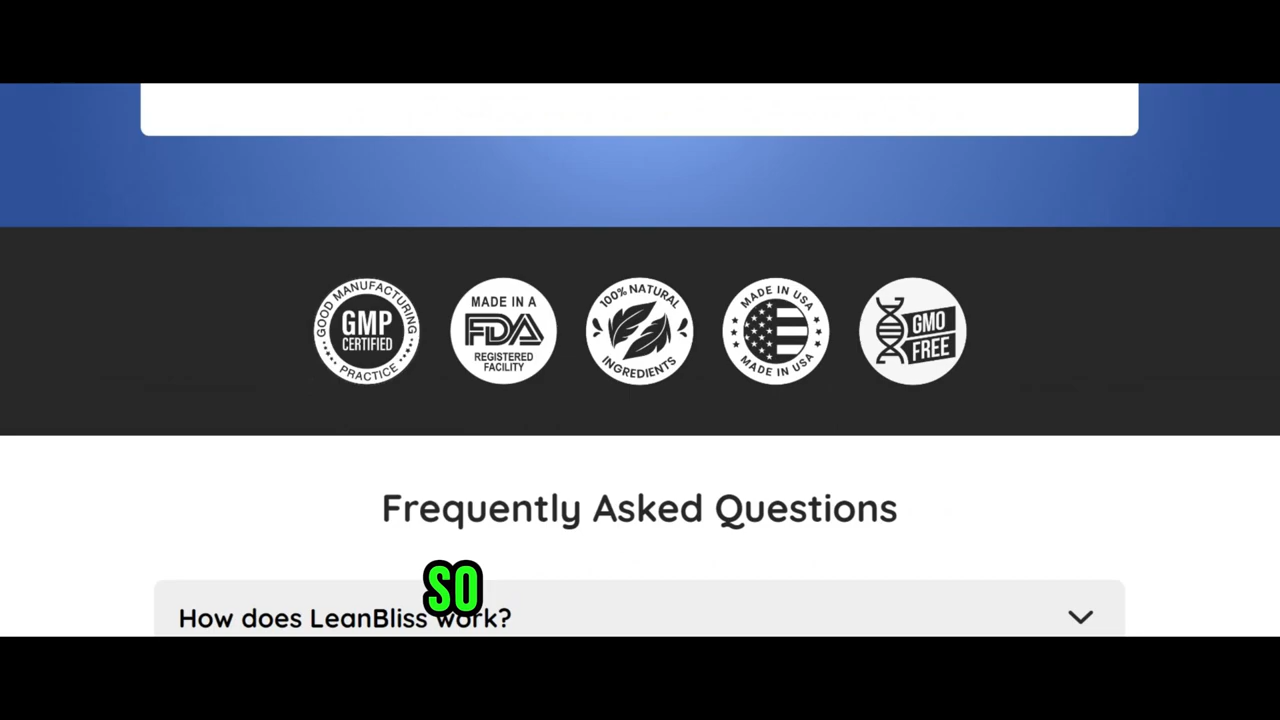 GOOD MANUFACTURING
GMP
CERTIFIED
PRACTICE
MADE IN A
FDA
REGISTERED
FACILITY
100% NATURAL
INGREDIENTS
MADE IN USA
MADE IN USA
GMO
FREE
Frequently Asked Questions
SO
How does LeanBliss work?